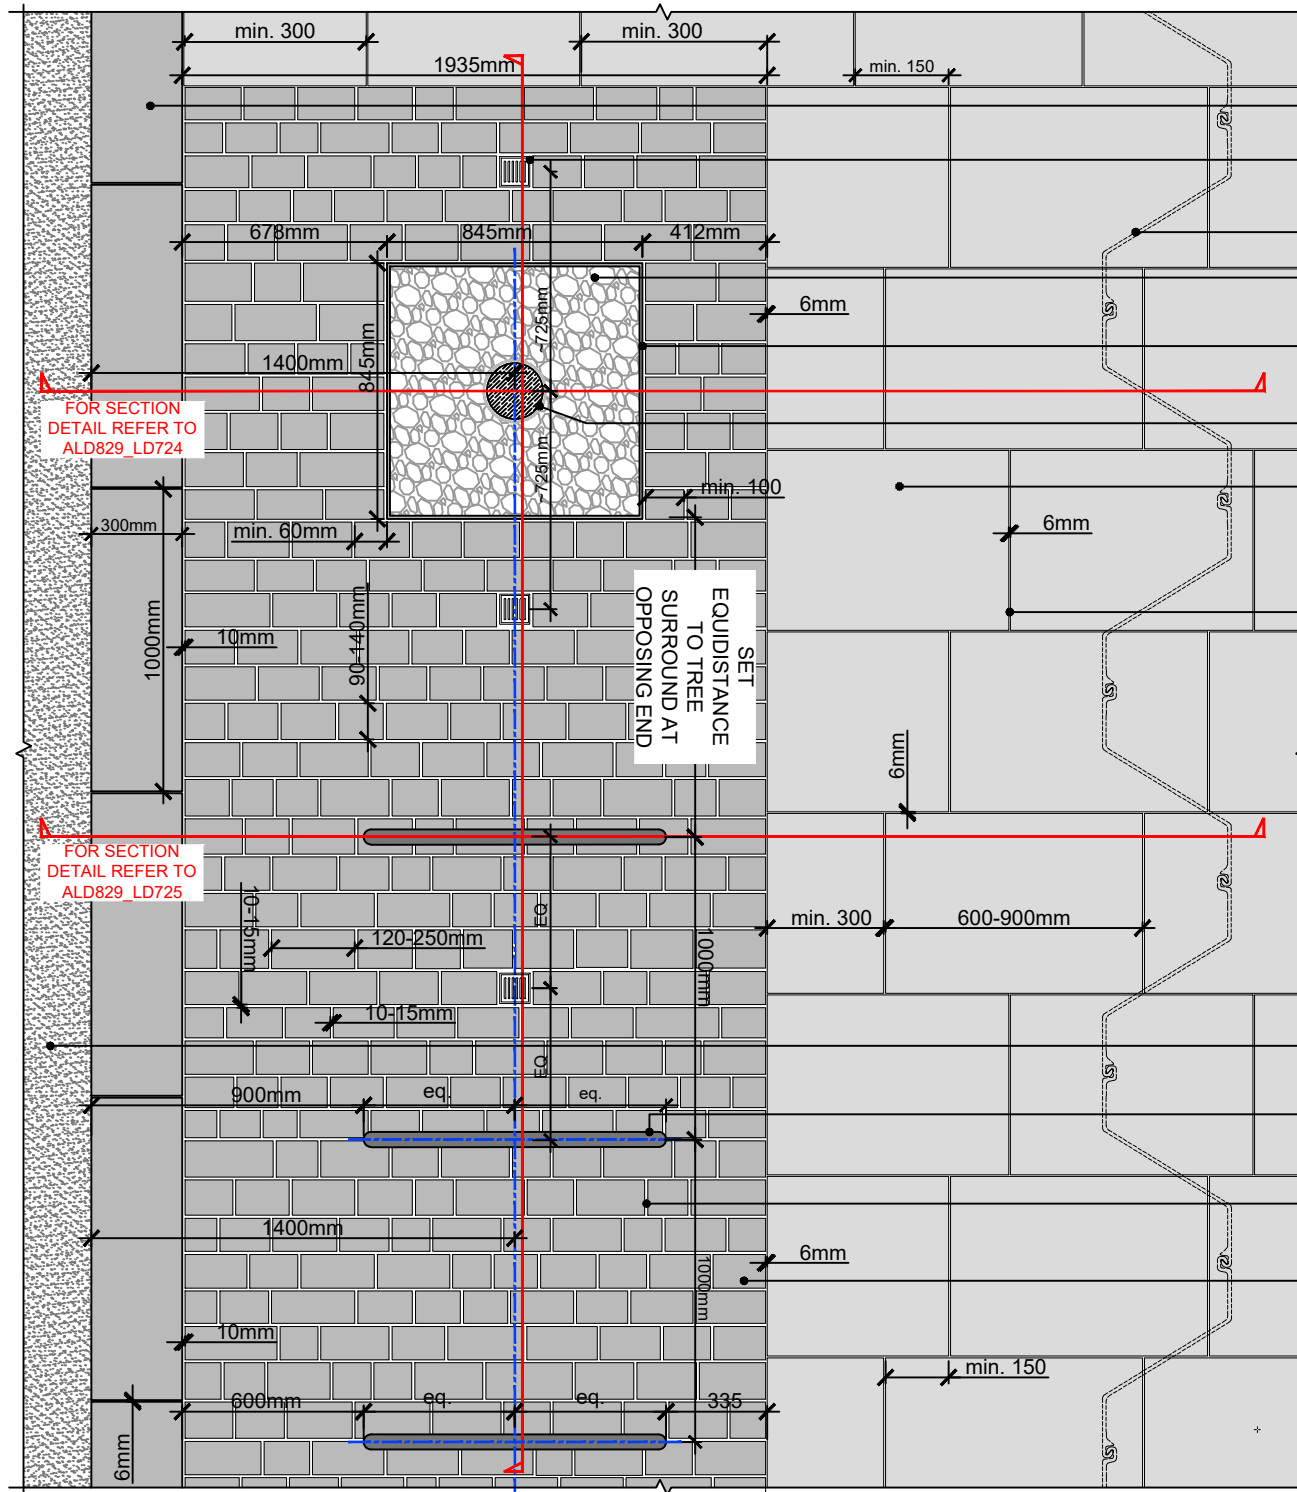 min. 300
min. 300
1935mm
min. 150
678mm
845mm
412mm
~725mm
6mm
845mm
1400mm
FOR SECTION
DETAIL REFER TO
ALD829_LD724
~725mm
min. 100
300mm
min. 60mm
6mm
SET
EQUIDISTANCE
TO TREE
SURROUND AT
OPPOSING END
1000mm
10mm
90-140mm
6mm
FOR SECTION
DETAIL REFER TO
ALD829_LD725
10-15mm
120-250mm
EQ
1000mm
min. 300
600-900mm
10-15mm
EQ
900mm
eq.
eq.
1400mm
6mm
1000mm
10mm
min. 150
600mm
eq.
eq.
335
6mm